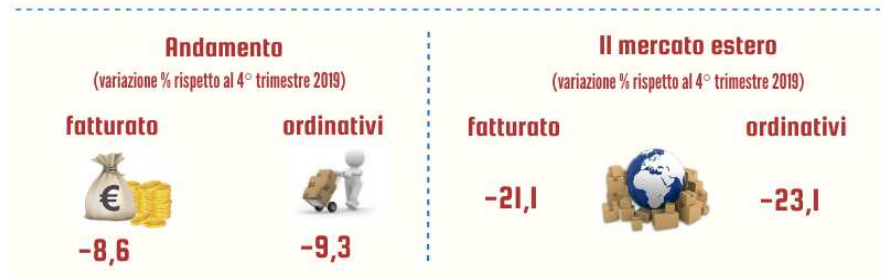 Andamento
(variazione % rispetto al 4° trimestre 2019)
fatturato
ordinativi
€
-8,6
-9,3
Il mercato estero
(variazione % rispetto al 4° trimestre 2019)
fatturato
ordinativi
-21,1
-23,1